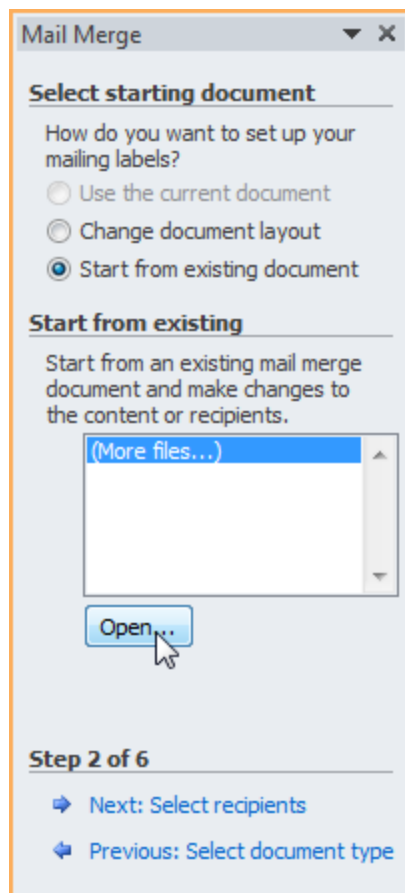 Mail Merge
Select starting document
How do you want to set up your
mailing labels?
Use the current document
Change document layout
Start from existing document
Start from existing
Start from an existing mail merge
document and make changes to
the content or recipients.
(More files...)
Open...
Step 2 of 6
Next: Select recipients
Previous: Select document type